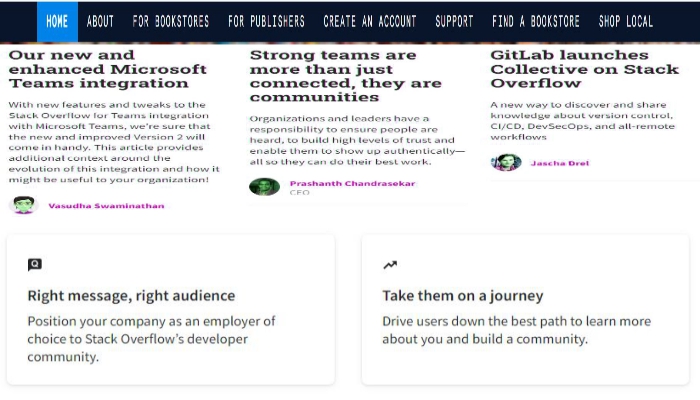 HOME ABOUT FOR BOOKSTORES FOR PUBLISHERS CREATE AN ACCOUNT SUPPORT FIND A BOOKSTORE SHOP LOCAL
Our new and
enhanced Microsoft
Teams integration
With new features and tweaks to the
Stack Overflow for Teams integration
with Microsoft Teams, we're sure that
the new and improved Version 2 will
come in handy. This article provides
additional context around the
evolution of this integration and how it
might be useful to your organization!
Vasudha Swaminathan
Strong teams are
more than just
connected, they are
communities
Organizations and leaders have a
responsibility to ensure people are
heard, to build high levels of trust and
enable them to show up authentically—
all so they can do their best work.
Prashanth Chandrasekar
CEO
GitLab launches
Collective on Stack
Overflow
A new way to discover and share
knowledge about version control,
CI/CD, DevSecOps, and all-remote
workflows
Jascha Drel
Right message, right audience
Position your company as an employer of
choice to Stack Overflow's developer
community.
Take them on a journey
Drive users down the best path to learn more
about you and build a community.